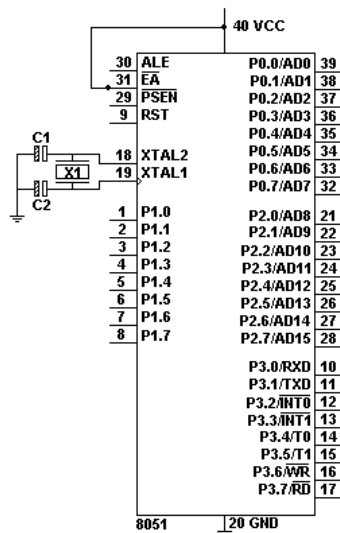 40 VCC
30 ALE P0.0/AD0 39
31 EA P0.1/AD1 38
29 PSEN P0.2/AD2 37
9 RST P0.3/AD3 36
P0.4/AD4 35
C1
18 XTAL2 P0.5/AD5 34
X1
19 XTAL1 P0.6/AD6 33
P0.7/AD7 32
C2
1 P1.0 P2.0/AD8 21
2 P1.1 P2.1/AD9 22
3 P1.2 P2.2/AD10 23
4 P1.3 P2.3/AD11 24
5 P1.4 P2.4/AD12 25
6 P1.5 P2.5/AD13 26
7 P1.6 P2.6/AD14 27
8 P1.7 P2.7/AD15 28
P3.0/RXD 10
P3.1/TXD 11
P3.2/INT0 12
P3.3/INT1 13
P3.4/T0 14
P3.5/T1 15
P3.6/WR 16
P3.7/RD 17
8051 20 GND